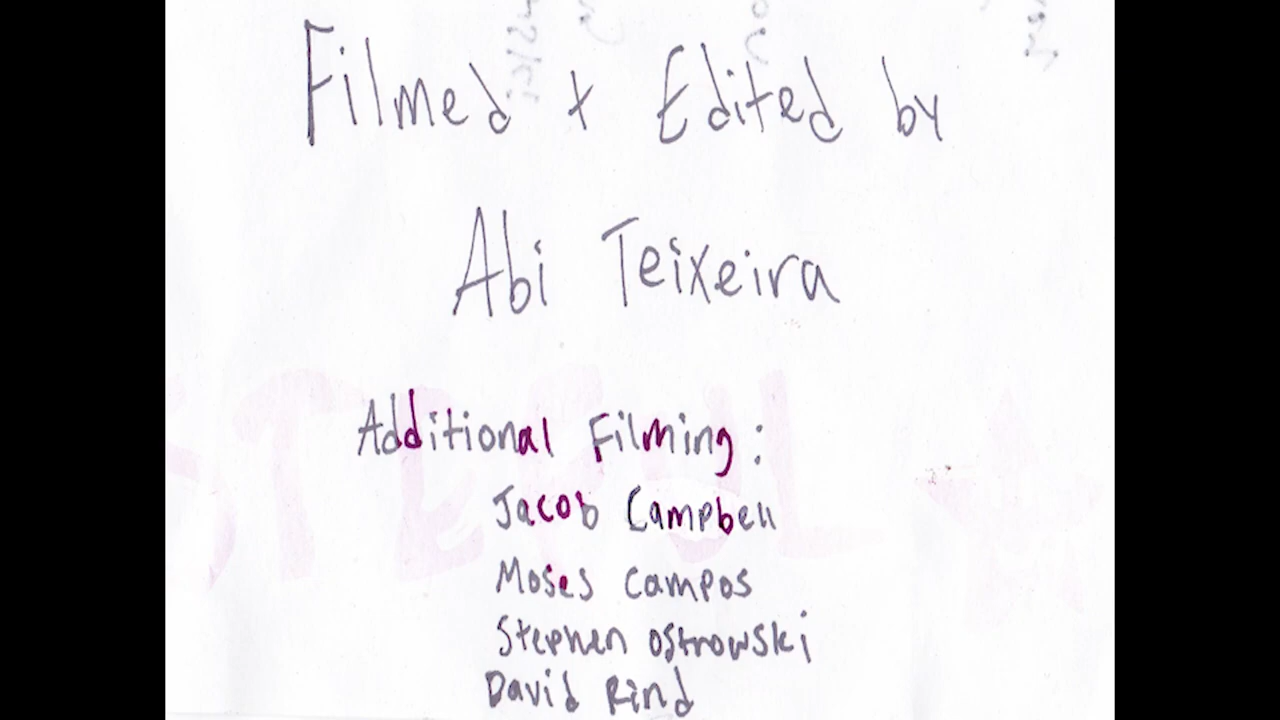 Filmed + Edited by
Abi Teixeira
Additional Filming:
Jacob Campbell
Moses Campos
Stephen Ostrowski
David Rind